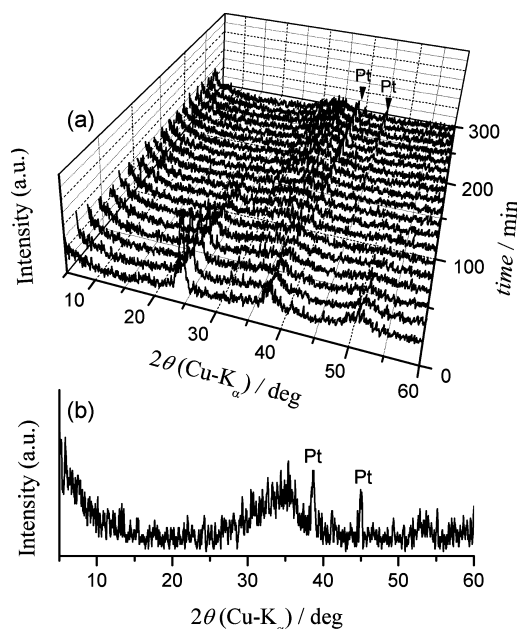 Pt
Pt
(a)
300
200
100
0
time / min
Intensity (a.u.)
10
20
30
40
50
60
2θ (Cu-Kα) / deg
(b)
Pt
Pt
Intensity (a.u.)
10
20
30
40
50
60
2θ (Cu-Kα) / deg